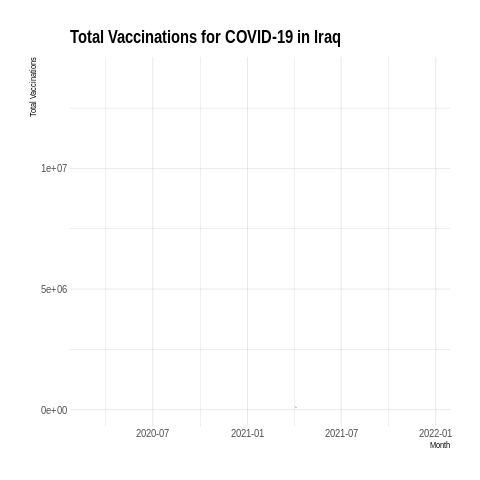 Total Vaccinations for COVID-19 in Iraq
Total Vaccinations
1e+07
5e+06
0e+00
2020-07
2021-01
2021-07
2022-01
Month